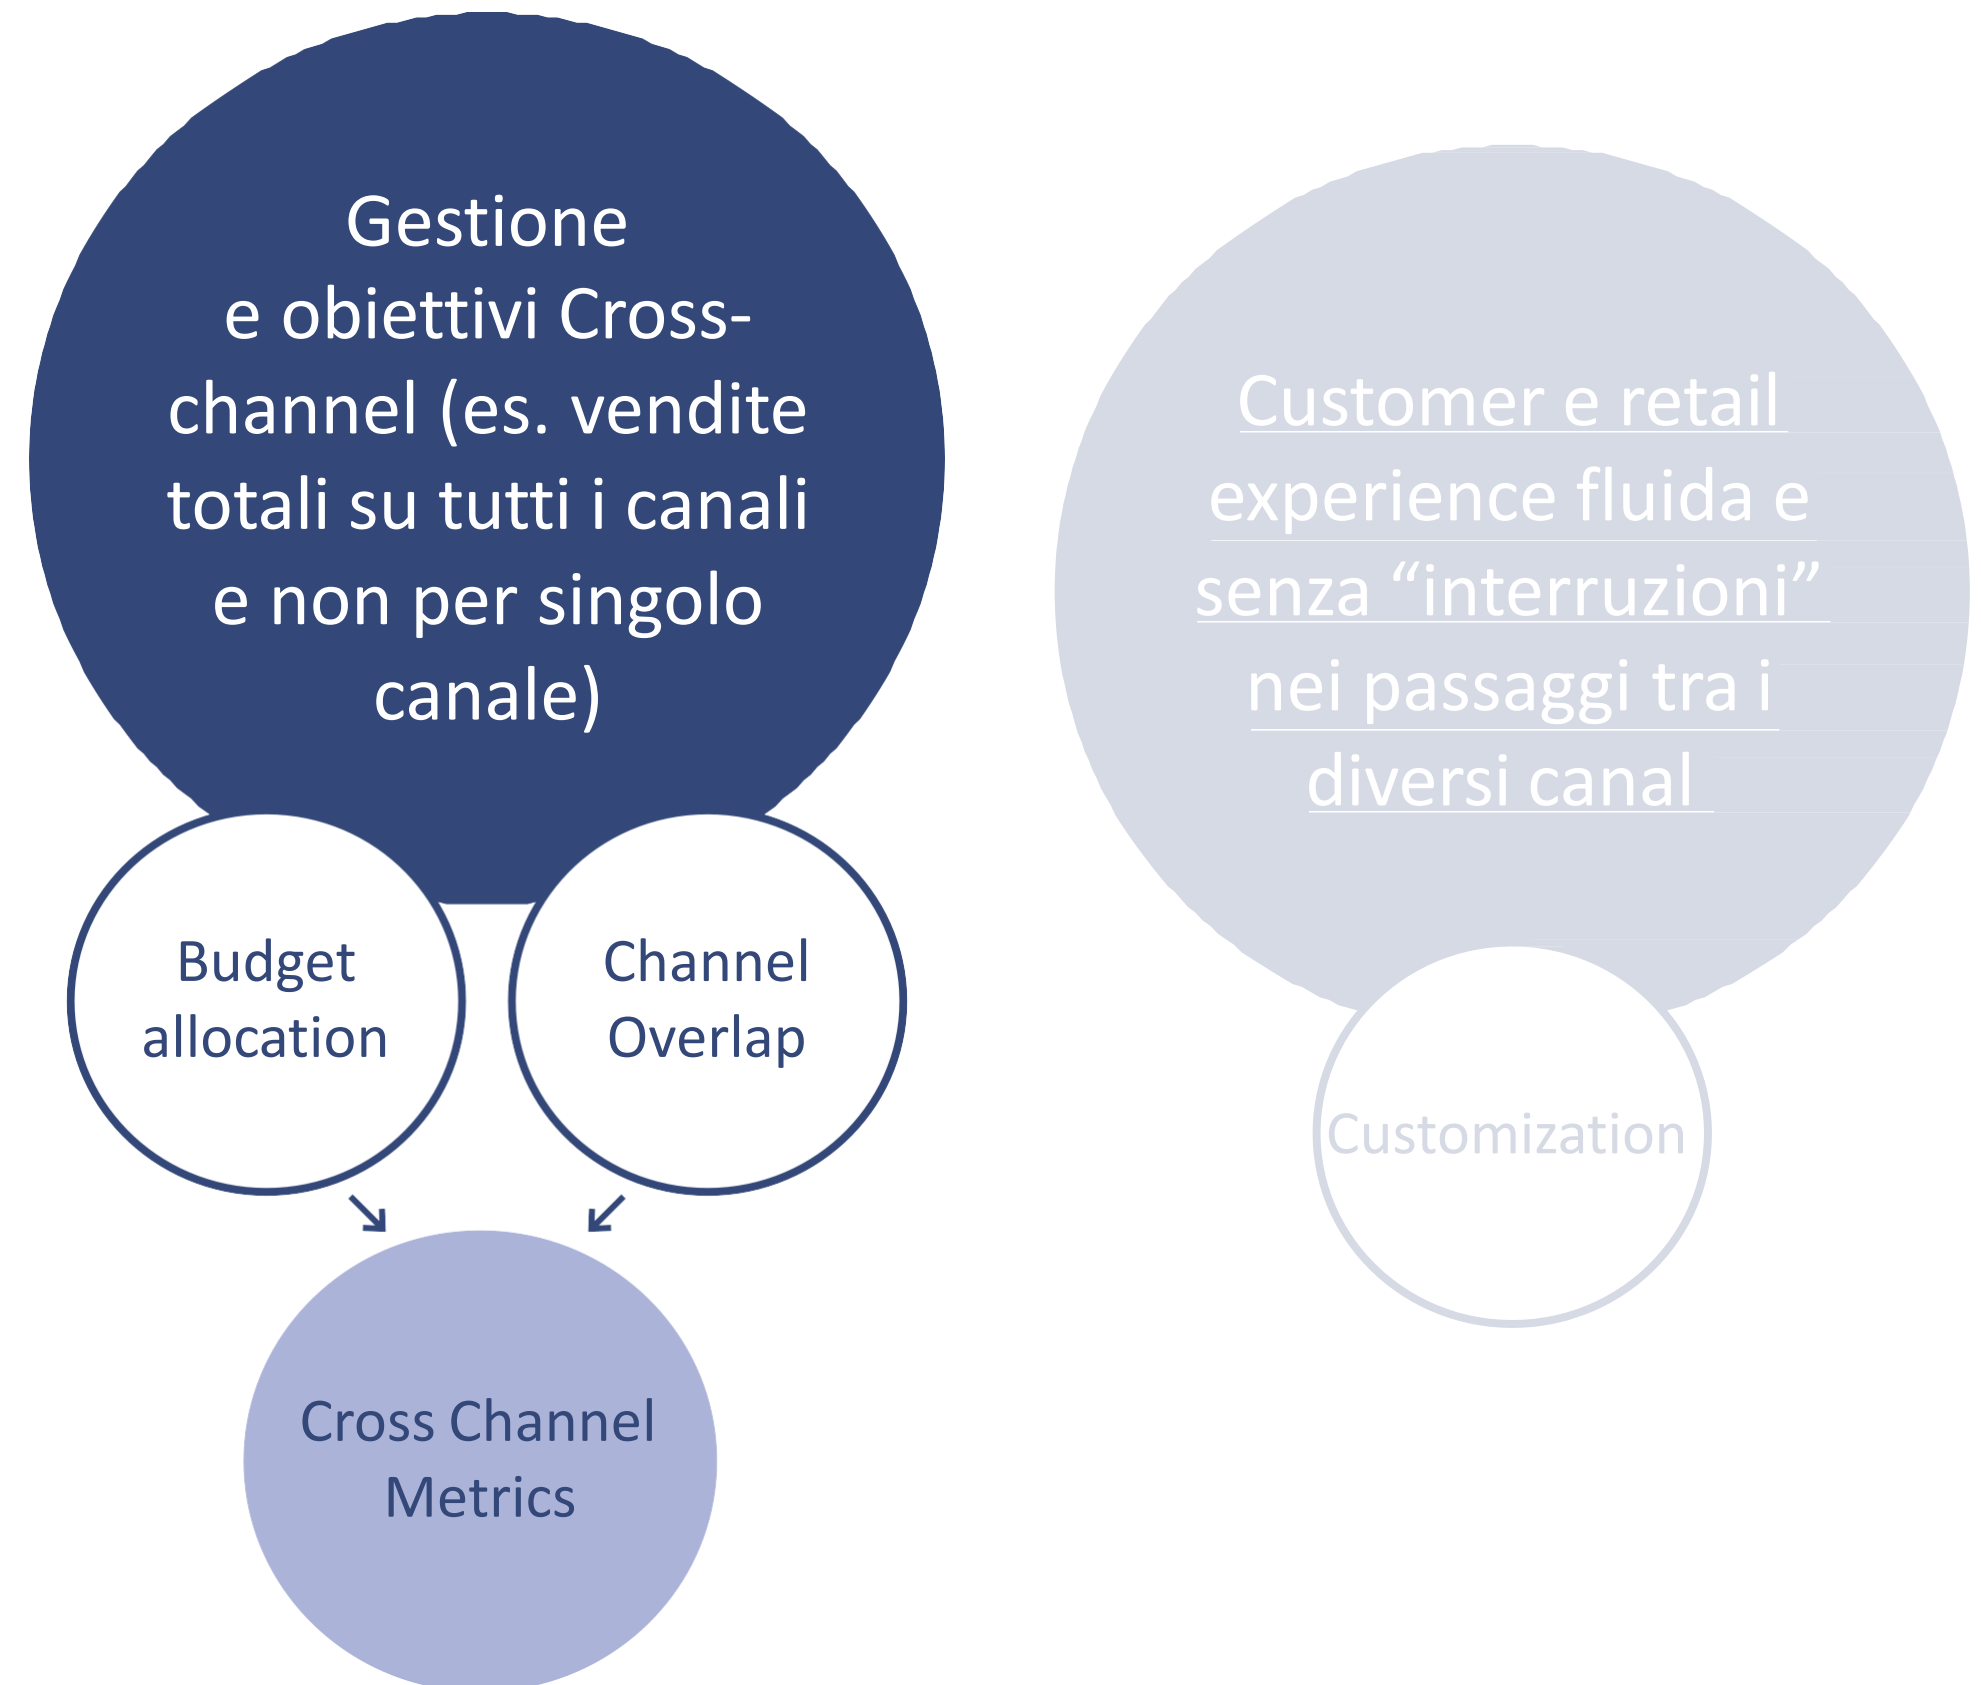 Gestione
e obiettivi Cross-
channel (es. vendite
totali su tutti i canali
e non per singolo
canale)
Budget
allocation
Channel
Overlap
Cross Channel
Metrics
Customer e retail
experience fluida e
senza “interruzioni”
nei passaggi tra i
diversi canal
Customization